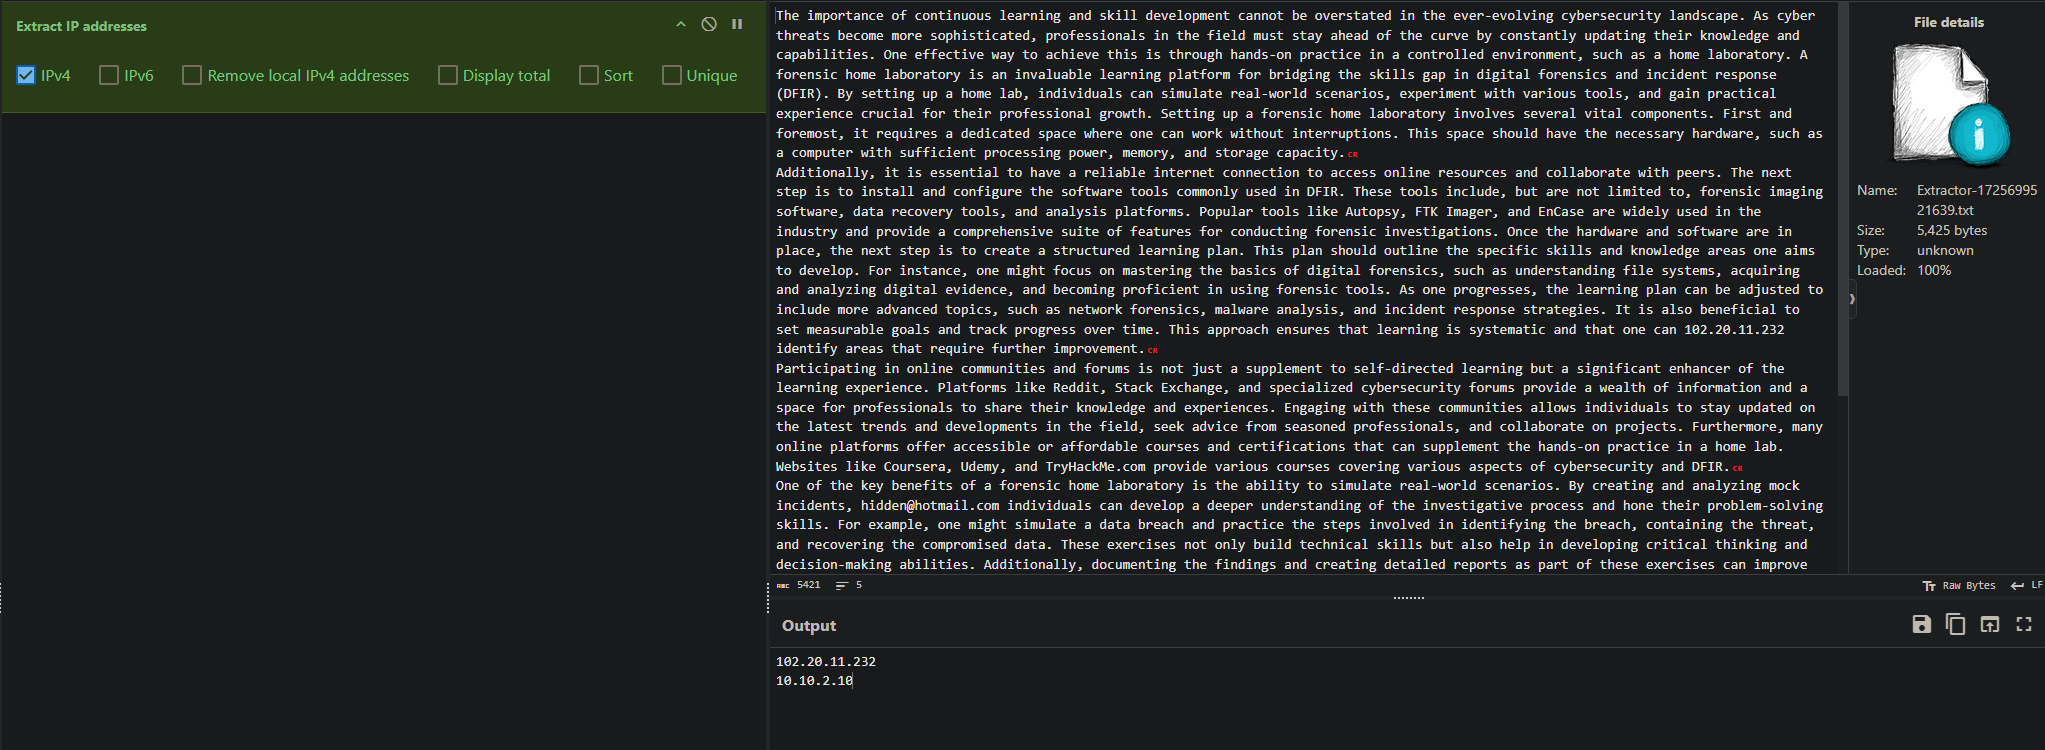 Extract IP addresses
IPv4 IPv6 Remove local IPv4 addresses Display total Sort Unique
The importance of continuous learning and skill development cannot be overstated in the ever-evolving cybersecurity landscape. As cyber
threats become more sophisticated, professionals in the field must stay ahead of the curve by constantly updating their knowledge and
capabilities. One effective way to achieve this is through hands-on practice in a controlled environment, such as a home laboratory. A
forensic home laboratory is an invaluable learning platform for bridging the skills gap in digital forensics and incident response
(DFIR). By setting up a home lab, individuals can simulate real-world scenarios, experiment with various tools, and gain practical
experience crucial for their professional growth. Setting up a forensic home laboratory involves several vital components. First and
foremost, it requires a dedicated space where one can work without interruptions. This space should have the necessary hardware, such as
a computer with sufficient processing power, memory, and storage capacity. CR
Additionally, it is essential to have a reliable internet connection to access online resources and collaborate with peers. The next
step is to install and configure the software tools commonly used in DFIR. These tools include, but are not limited to, forensic imaging
software, data recovery tools, and analysis platforms. Popular tools like Autopsy, FTK Imager, and EnCase are widely used in the
industry and provide a comprehensive suite of features for conducting forensic investigations. Once the hardware and software are in
place, the next step is to create a structured learning plan. This plan should outline the specific skills and knowledge areas one aims
to develop. For instance, one might focus on mastering the basics of digital forensics, such as understanding file systems, acquiring
and analyzing digital evidence, and becoming proficient in using forensic tools. As one progresses, the learning plan can be adjusted to
include more advanced topics, such as network forensics, malware analysis, and incident response strategies. It is also beneficial to
set measurable goals and track progress over time. This approach ensures that learning is systematic and that one can 102.20.11.232
identify areas that require further improvement. CR
Participating in online communities and forums is not just a supplement to self-directed learning but a significant enhancer of the
learning experience. Platforms like Reddit, Stack Exchange, and specialized cybersecurity forums provide a wealth of information and a
space for professionals to share their knowledge and experiences. Engaging with these communities allows individuals to stay updated on
the latest trends and developments in the field, seek advice from seasoned professionals, and collaborate on projects. Furthermore, many
online platforms offer accessible or affordable courses and certifications that can supplement the hands-on practice in a home lab.
Websites like Coursera, Udemy, and TryHackMe.com provide various courses covering various aspects of cybersecurity and DFIR. CR
One of the key benefits of a forensic home laboratory is the ability to simulate real-world scenarios. By creating and analyzing mock
incidents, hidden@hotmail.com individuals can develop a deeper understanding of the investigative process and hone their problem-solving
skills. For example, one might simulate a data breach and practice the steps involved in identifying the breach, containing the threat,
and recovering the compromised data. These exercises not only build technical skills but also help in developing critical thinking and
decision-making abilities. Additionally, documenting the findings and creating detailed reports as part of these exercises can improve
ABC 5421 5
Raw Bytes LF
File details
Name: Extractor-17256995
21639.txt
Size: 5,425 bytes
Type: unknown
Loaded: 100%
Output
102.20.11.232
10.10.2.10